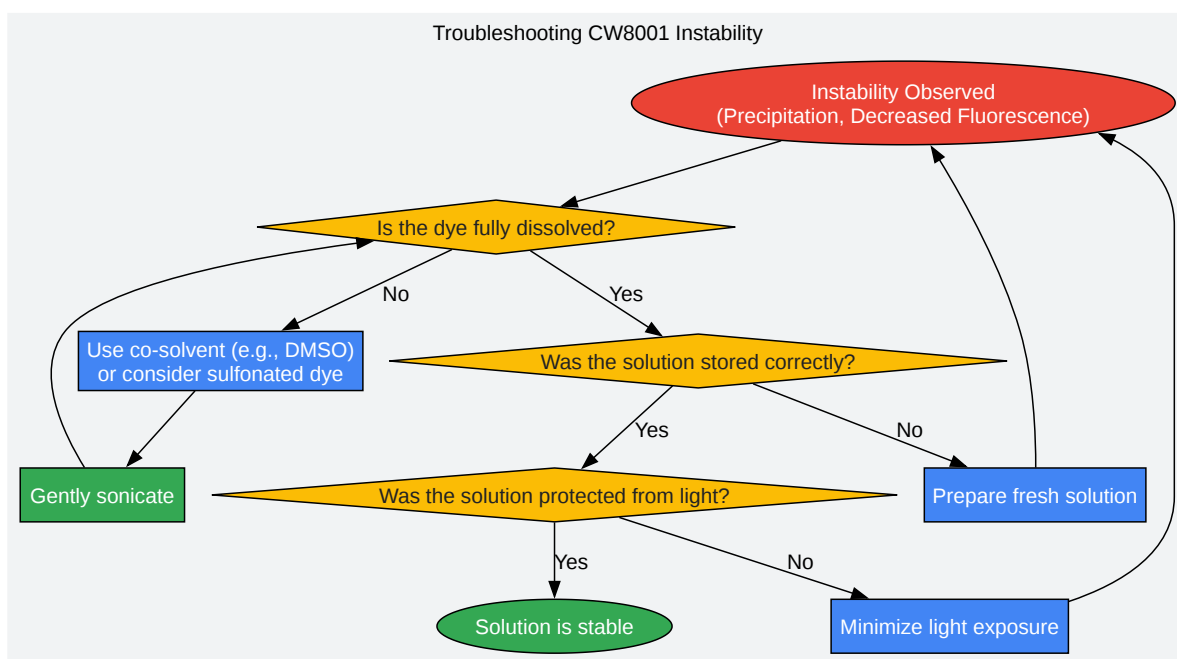 Troubleshooting CW8001 Instability
Instability Observed
(Precipitation, Decreased Fluorescence)
Is the dye fully dissolved?
No
Yes
Use co-solvent (e.g., DMSO)
or consider sulfonated dye
Was the solution stored correctly?
Yes
No
Gently sonicate
Was the solution protected from light?
Prepare fresh solution
Yes
No
Solution is stable
Minimize light exposure